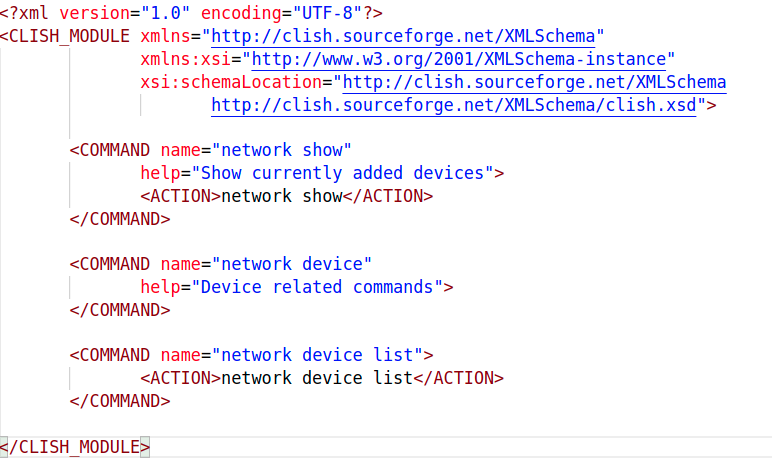 <?xml version="1.0" encoding="UTF-8"?>
<CLISH_MODULE xmlns="http://clish.sourceforge.net/XMLSchema"
xmlns:xsi="http://www.w3.org/2001/XMLSchema-instance"
xsi:schemaLocation="http://clish.sourceforge.net/XMLSchema
http://clish.sourceforge.net/XMLSchema/clish.xsd">
<COMMAND name="network show"
help="Show currently added devices">
<ACTION>network show</ACTION>
</COMMAND>
<COMMAND name="network device"
help="Device related commands">
</COMMAND>
<COMMAND name="network device list">
<ACTION>network device list</ACTION>
</COMMAND>
</CLISH_MODULE>